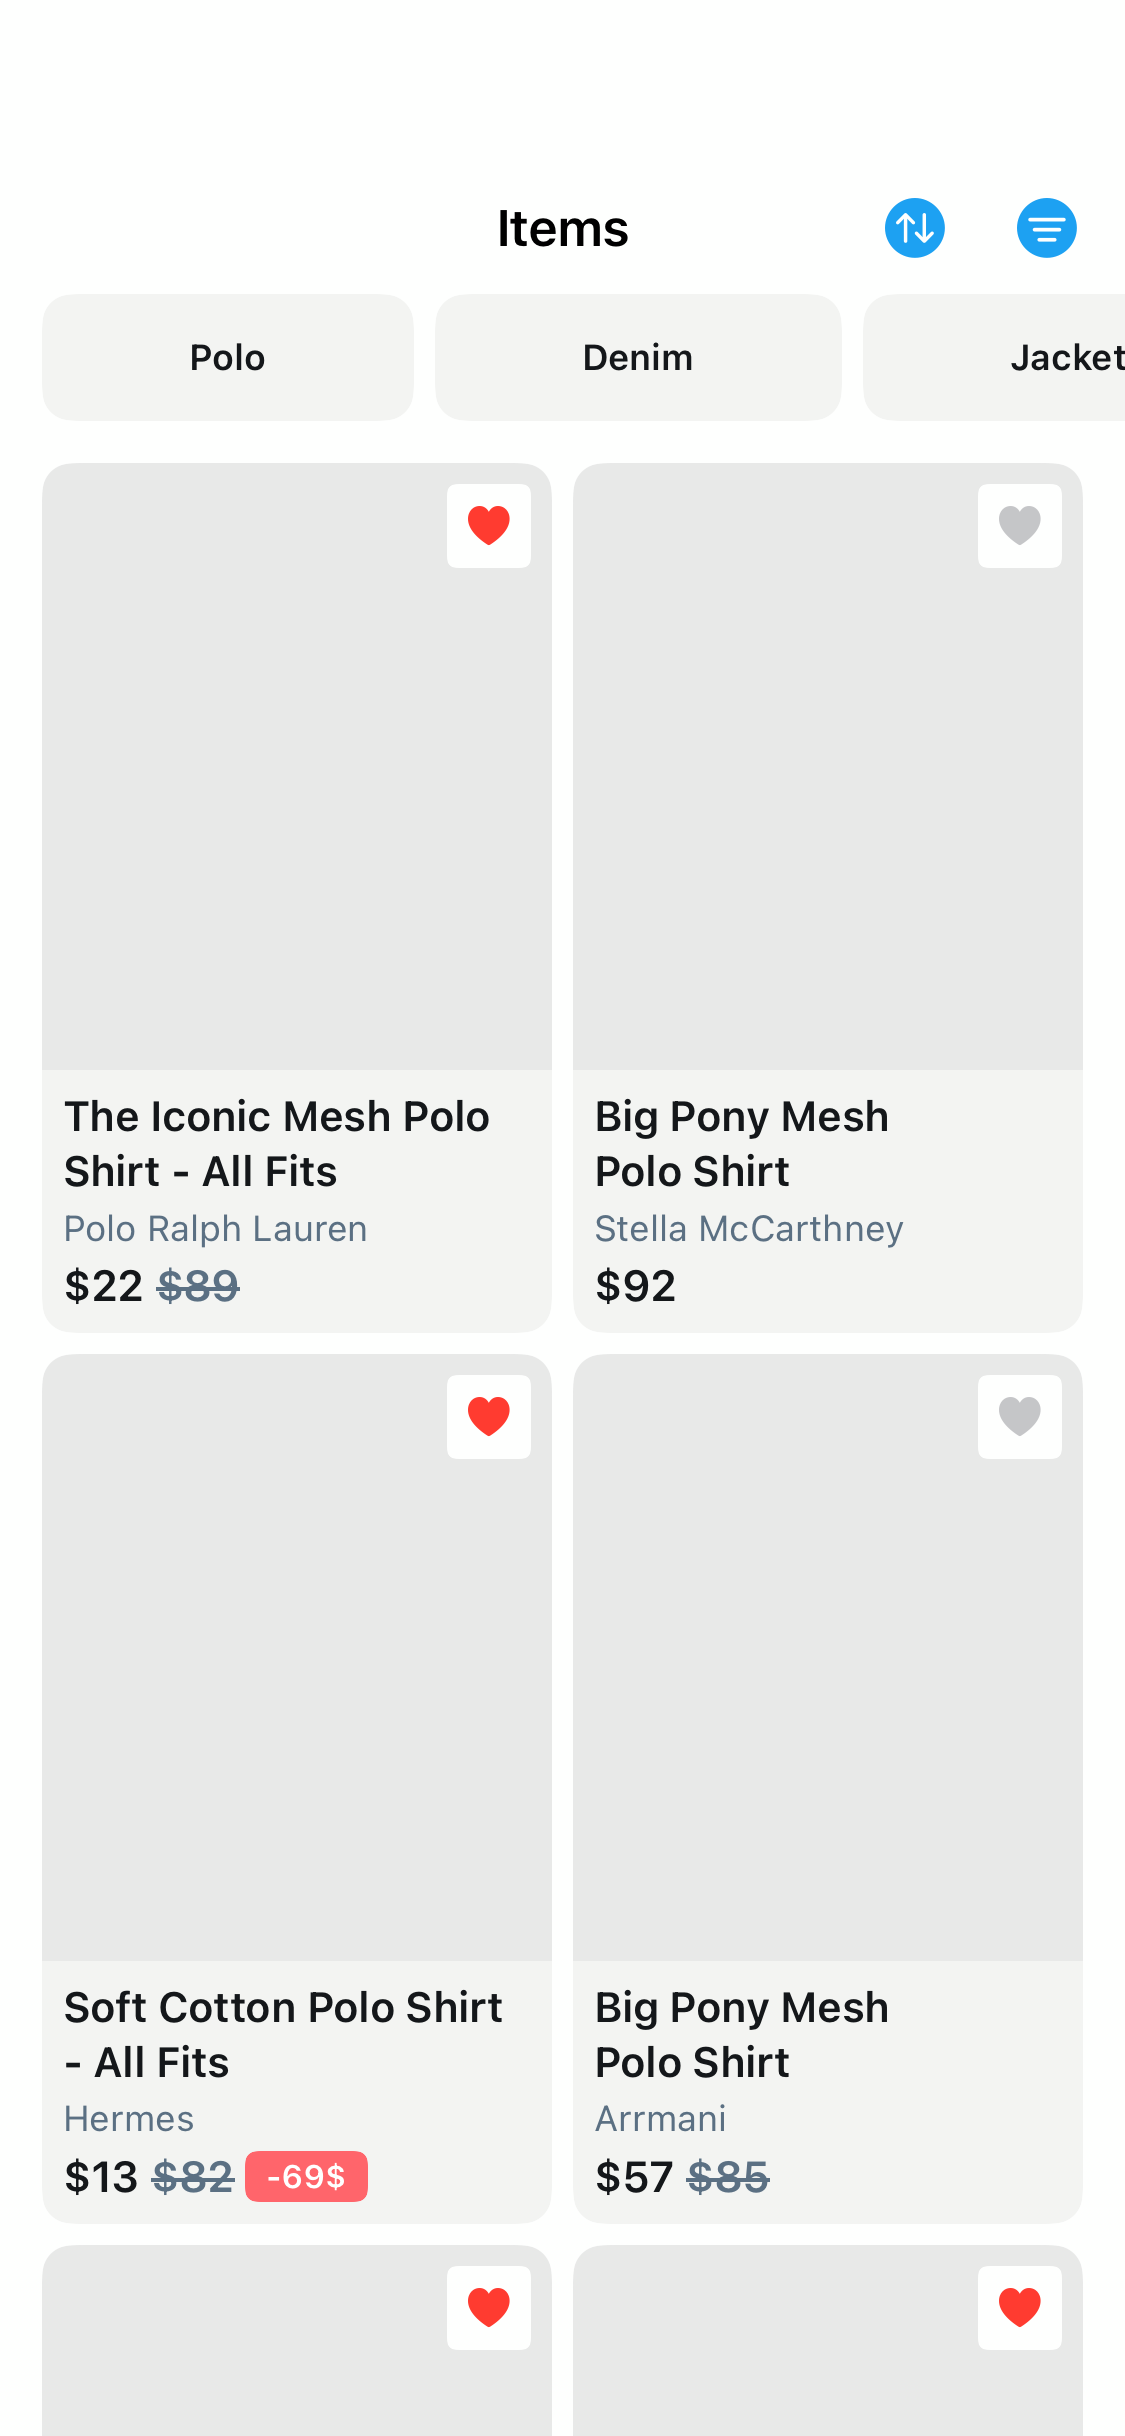 Items
Polo
Denim
Jacket
The Iconic Mesh Polo
Shirt - All Fits
Polo Ralph Lauren
$22 $89
Big Pony Mesh
Polo Shirt
Stella McCarthney
$92
Soft Cotton Polo Shirt
- All Fits
Hermes
$13 $82 -69$
Big Pony Mesh
Polo Shirt
Arrmani
$57 $85